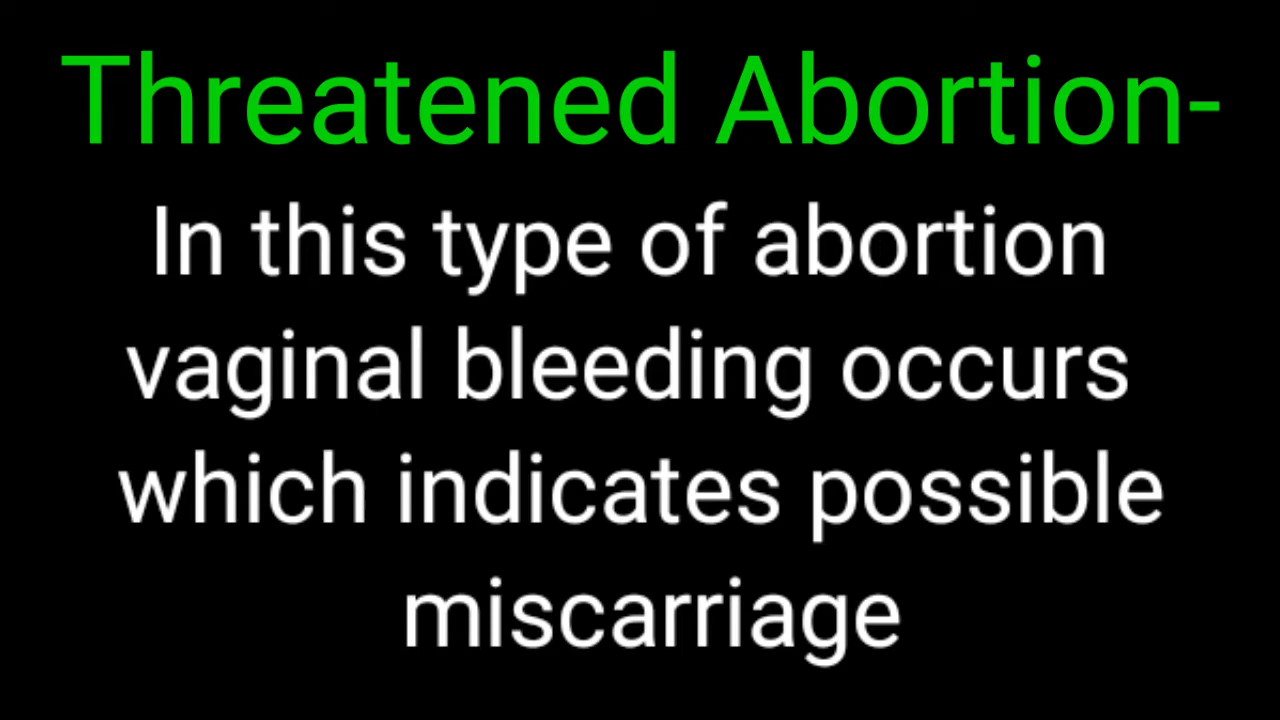 Threatened Abortion-
In this type of abortion
vaginal bleeding occurs
which indicates possible
miscarriage